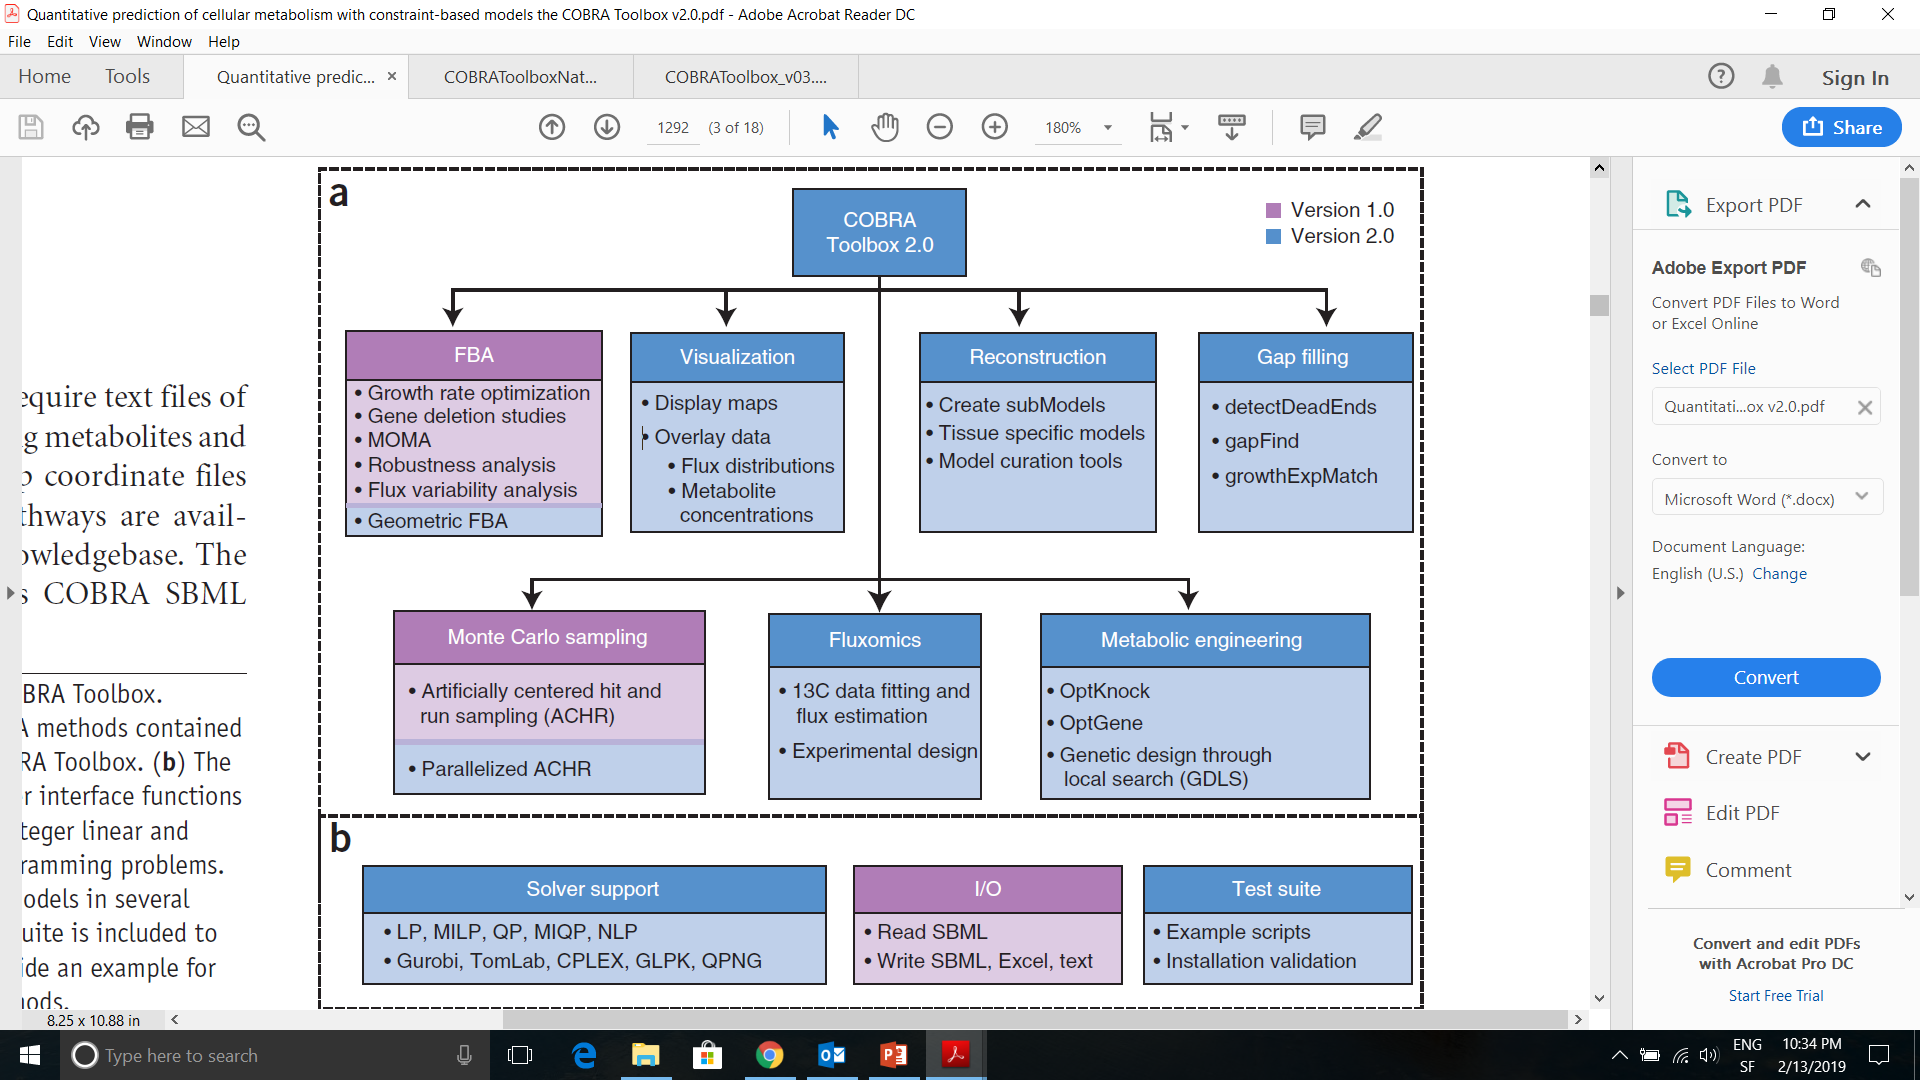 Quantitative prediction of cellular metabolism with constraint-based models the COBRA Toolbox v2.0.pdf - Adobe Acrobat Reader DC
File Edit View Window Help
Home Tools Quantitative predic... × COBRAToolboxNat... COBRAToolbox_v03.... Sign In
1292 (3 of 18) 180% Share
equire text files of
g metabolites and
coordinate files
thways are avail-
owledgebase. The
s COBRA SBML
BRA Toolbox.
methods contained
RA Toolbox. (b) The
r interface functions
teger linear and
ramming problems.
odels in several
uite is included to
ide an example for
a
COBRA
Toolbox 2.0
Version 1.0
Version 2.0
FBA
• Growth rate optimization
• Gene deletion studies
• MOMA
• Robustness analysis
• Flux variability analysis
• Geometric FBA
Visualization
• Display maps
• Overlay data
• Flux distributions
• Metabolite
concentrations
Reconstruction
• Create subModels
• Tissue specific models
• Model curation tools
Gap filling
• detectDeadEnds
• gapFind
• growthExpMatch
Monte Carlo sampling
• Artificially centered hit and
run sampling (ACHR)
• Parallelized ACHR
Fluxomics
• 13C data fitting and
flux estimation
• Experimental design
Metabolic engineering
• OptKnock
• OptGene
• Genetic design through
local search (GDLS)
b
Solver support
• LP, MILP, QP, MIQP, NLP
• Gurobi, TomLab, CPLEX, GLPK, QPNG
I/O
• Read SBML
• Write SBML, Excel, text
Test suite
• Example scripts
• Installation validation
8.25 x 10.88 in
Export PDF
Adobe Export PDF
Convert PDF Files to Word
or Excel Online
Select PDF File
Quantitati...ox v2.0.pdf
Convert to
Microsoft Word (*.docx)
Document Language:
English (U.S.) Change
Convert
Create PDF
Edit PDF
Comment
Convert and edit PDFs
with Acrobat Pro DC
Start Free Trial
Type here to search
ENG
SF
10:34 PM
2/13/2019